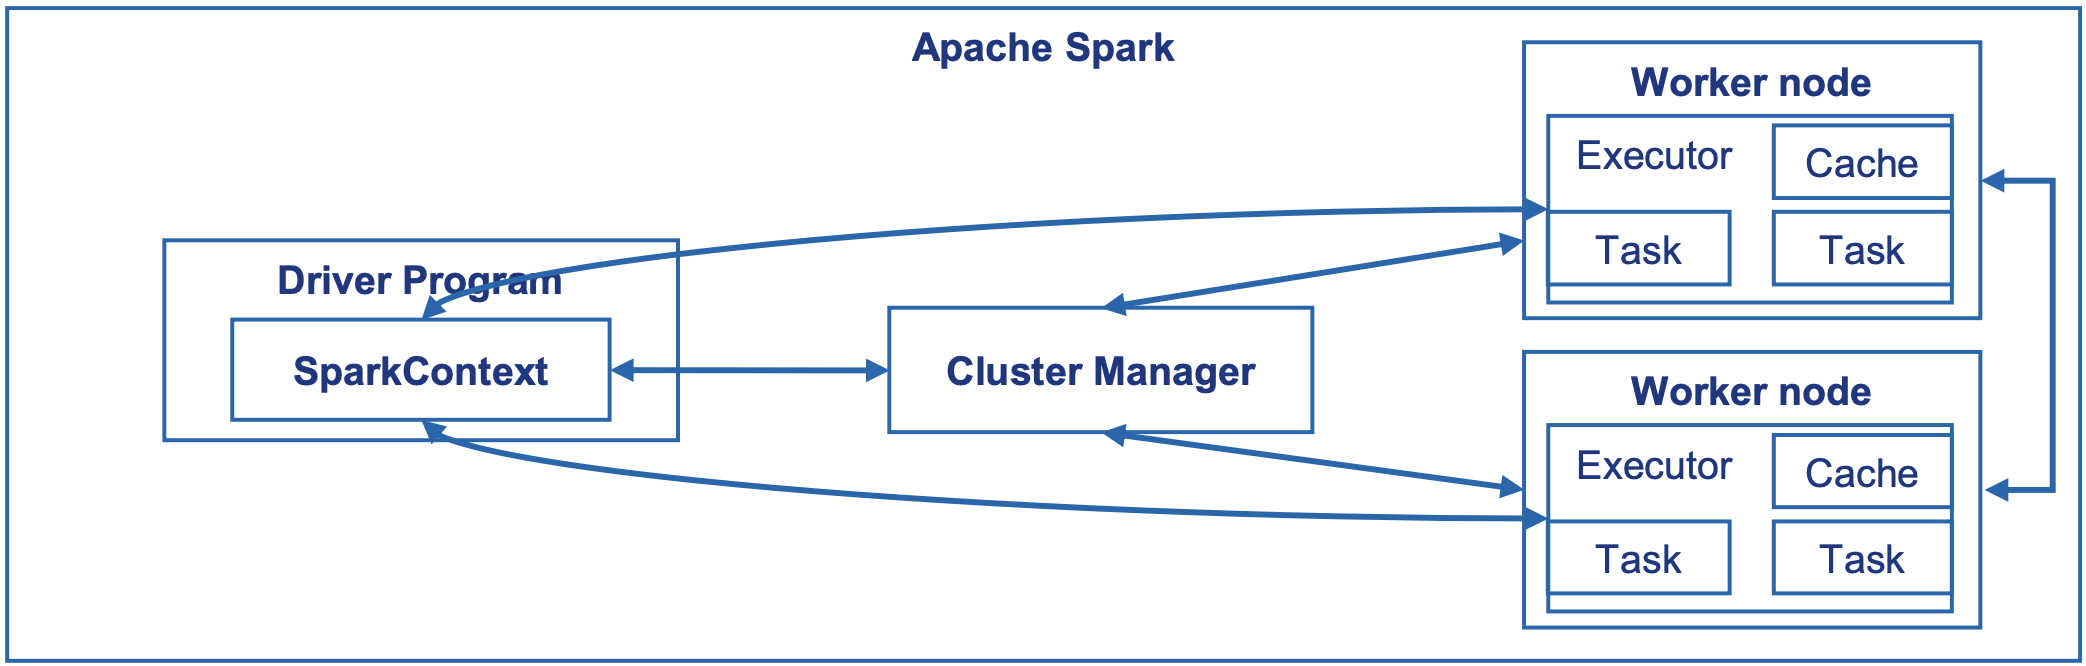 Apache Spark
Driver Program
SparkContext
Cluster Manager
Worker node
Executor
Cache
Task
Task
Worker node
Executor
Cache
Task
Task